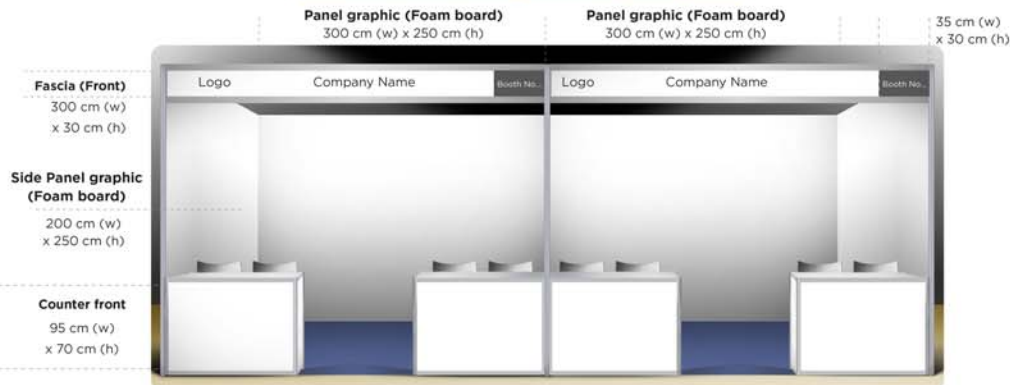 Panel graphic (Foam board)
300 cm (w) x 250 cm (h)
Panel graphic (Foam board)
300 cm (w) x 250 cm (h)
35 cm (w)
x 30 cm (h)
Fascia (Front)
300 cm (w)
x 30 cm (h)
Logo Company Name Booth No...
Logo Company Name Booth No...
Side Panel graphic
(Foam board)
200 cm (w)
x 250 cm (h)
Counter front
95 cm (w)
x 70 cm (h)